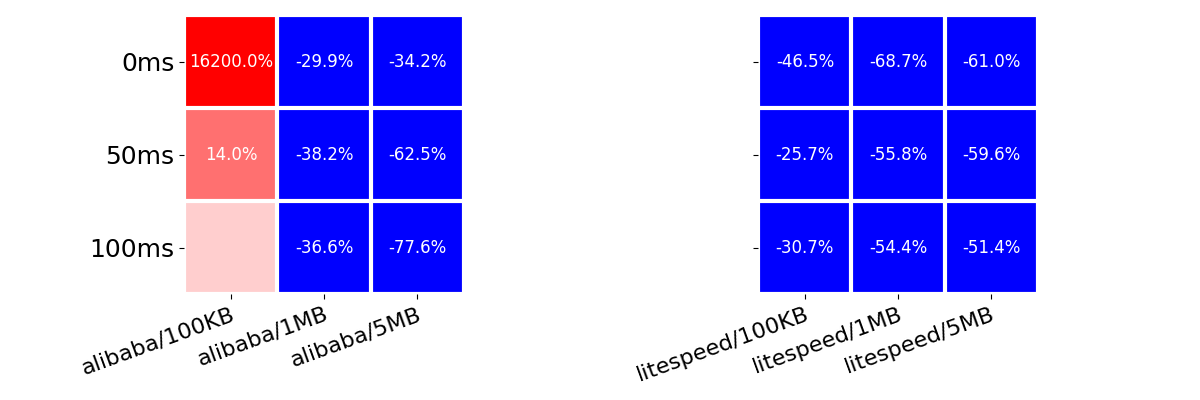 0ms 16200.0% -29.9% -34.2% -46.5% -68.7% -61.0%
50ms 14.0% -38.2% -62.5% -25.7% -55.8% -59.6%
100ms -36.6% -77.6% -30.7% -54.4% -51.4%
alibaba/100KB alibaba/1MB alibaba/5MB litespeed/100KB litespeed/1MB litespeed/5MB